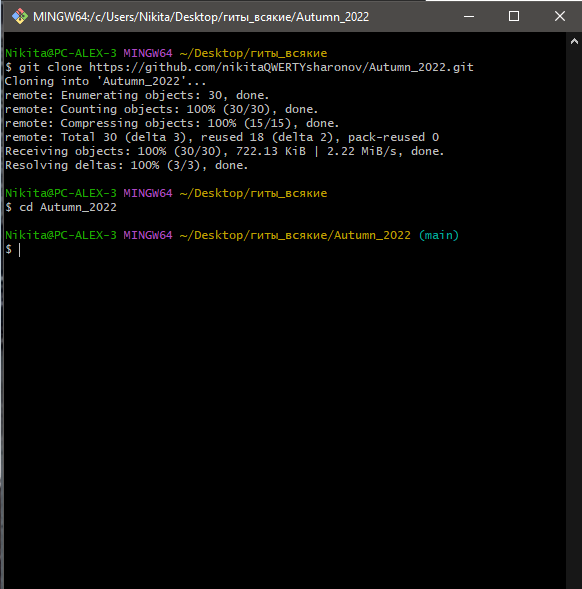 MINGW64:/c/Users/Nikita/Desktop/гиты_всякие/Autumn_2022
Nikita@PC-ALEX-3 MINGW64 ~/Desktop/гиты_всякие
$ git clone https://github.com/nikitaQWERTYsharonov/Autumn_2022.git
Cloning into 'Autumn_2022'...
remote: Enumerating objects: 30, done.
remote: Counting objects: 100% (30/30), done.
remote: Compressing objects: 100% (15/15), done.
remote: Total 30 (delta 3), reused 18 (delta 2), pack-reused 0
Receiving objects: 100% (30/30), 722.13 KiB | 2.22 MiB/s, done.
Resolving deltas: 100% (3/3), done.
Nikita@PC-ALEX-3 MINGW64 ~/Desktop/гиты_всякие
$ cd Autumn_2022
Nikita@PC-ALEX-3 MINGW64 ~/Desktop/гиты_всякие/Autumn_2022 (main)
$